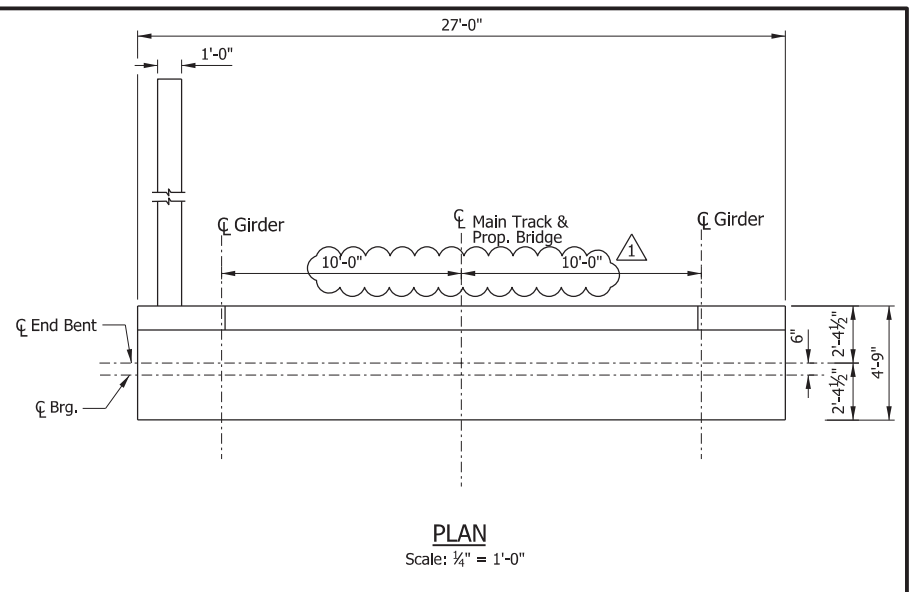 27'-0"
1'-0"
℄ Girder
℄ Main Track &
Prop. Bridge
℄ Girder
10'-0"
10'-0"
1
℄ End Bent
℄ Brg.
6"
2'-4½"
2'-4½"
4'-9"
PLAN
Scale: ¼" = 1'-0"